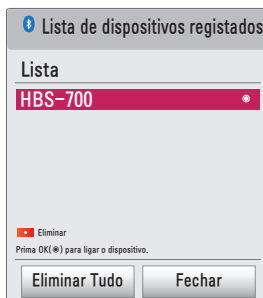 Lista de dispositivos registados
Lista
HBS-700
Eliminar
Prima OK(◉) para ligar o dispositivo.
Eliminar Tudo
Fechar